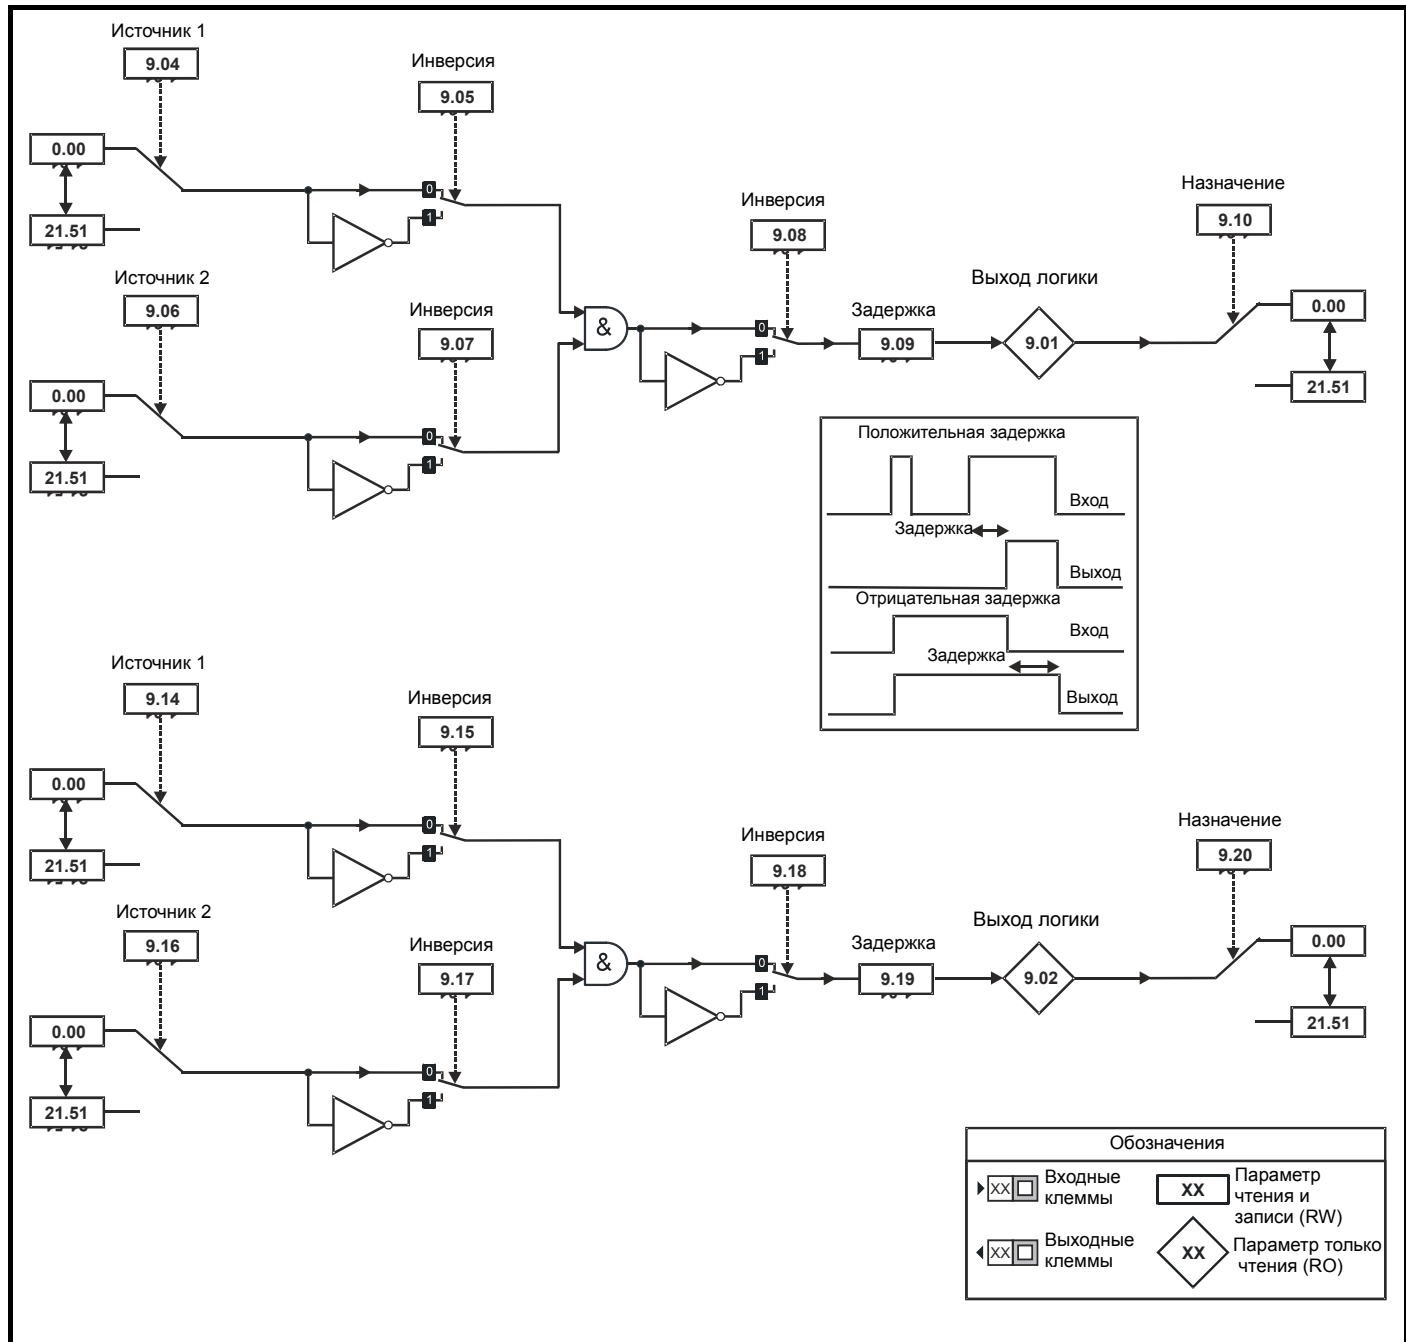 Источник 1
9.04
Инверсия
9.05
0.00
0
1
21.51
Источник 2
9.06
Инверсия
9.07
0.00
0
1
21.51
&
Инверсия
9.08
0
1
Задержка
9.09
Выход логики
9.01
Назначение
9.10
0.00
21.51
Положительная задержка
Вход
Задержка
Выход
Отрицательная задержка
Вход
Задержка
Выход
Источник 1
9.14
Инверсия
9.15
0.00
0
1
21.51
Источник 2
9.16
Инверсия
9.17
0.00
0
1
21.51
&
Инверсия
9.18
0
1
Задержка
9.19
Выход логики
9.02
Назначение
9.20
0.00
21.51
Обозначения
XX
Входные
клеммы
XX
Параметр
чтения и
записи (RW)
XX
Выходные
клеммы
XX
Параметр только
чтения (RO)